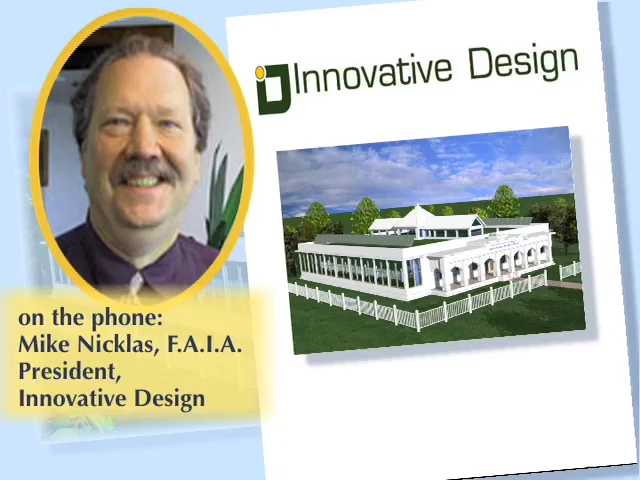 Innovative Design
on the phone:
Mike Nicklas, F.A.I.A.
President,
Innovative Design